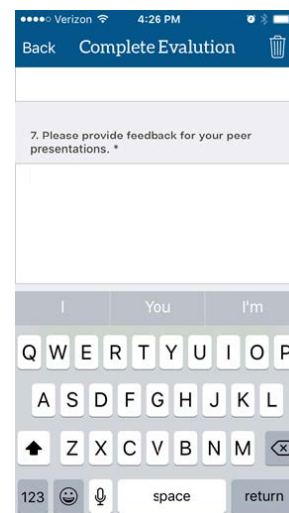 Verizon 4:26 PM
Back Complete Evalution
7. Please provide feedback for your peer
presentations. *
I You I'm
Q W E R T Y U I O P
A S D F G H J K L
Z X C V B N M
123 space return